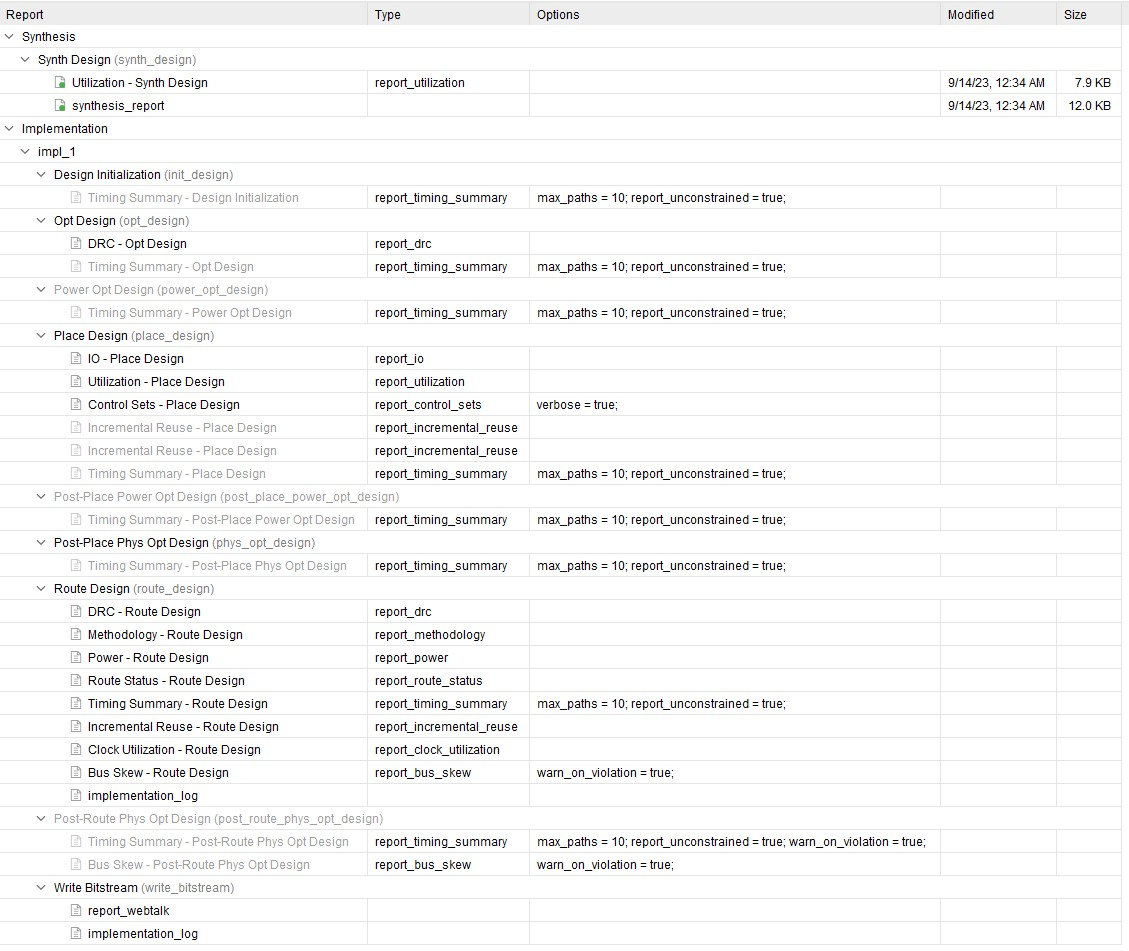 Report Type Options Modified Size
Synthesis
Synth Design (synth_design)
Utilization - Synth Design report_utilization 9/14/23, 12:34 AM 7.9 KB
synthesis_report 9/14/23, 12:34 AM 12.0 KB
Implementation
impl_1
Design Initialization (init_design)
Timing Summary - Design Initialization report_timing_summary max_paths = 10; report_unconstrained = true;
Opt Design (opt_design)
DRC - Opt Design report_drc
Timing Summary - Opt Design report_timing_summary max_paths = 10; report_unconstrained = true;
Power Opt Design (power_opt_design)
Timing Summary - Power Opt Design report_timing_summary max_paths = 10; report_unconstrained = true;
Place Design (place_design)
IO - Place Design report_io
Utilization - Place Design report_utilization
Control Sets - Place Design report_control_sets verbose = true;
Incremental Reuse - Place Design report_incremental_reuse
Incremental Reuse - Place Design report_incremental_reuse
Timing Summary - Place Design report_timing_summary max_paths = 10; report_unconstrained = true;
Post-Place Power Opt Design (post_place_power_opt_design)
Timing Summary - Post-Place Power Opt Design report_timing_summary max_paths = 10; report_unconstrained = true;
Post-Place Phys Opt Design (phys_opt_design)
Timing Summary - Post-Place Phys Opt Design report_timing_summary max_paths = 10; report_unconstrained = true;
Route Design (route_design)
DRC - Route Design report_drc
Methodology - Route Design report_methodology
Power - Route Design report_power
Route Status - Route Design report_route_status
Timing Summary - Route Design report_timing_summary max_paths = 10; report_unconstrained = true;
Incremental Reuse - Route Design report_incremental_reuse
Clock Utilization - Route Design report_clock_utilization
Bus Skew - Route Design report_bus_skew warn_on_violation = true;
implementation_log
Post-Route Phys Opt Design (post_route_phys_opt_design)
Timing Summary - Post-Route Phys Opt Design report_timing_summary max_paths = 10; report_unconstrained = true; warn_on_violation = true;
Bus Skew - Post-Route Phys Opt Design report_bus_skew warn_on_violation = true;
Write Bitstream (write_bitstream)
report_webtalk
implementation_log